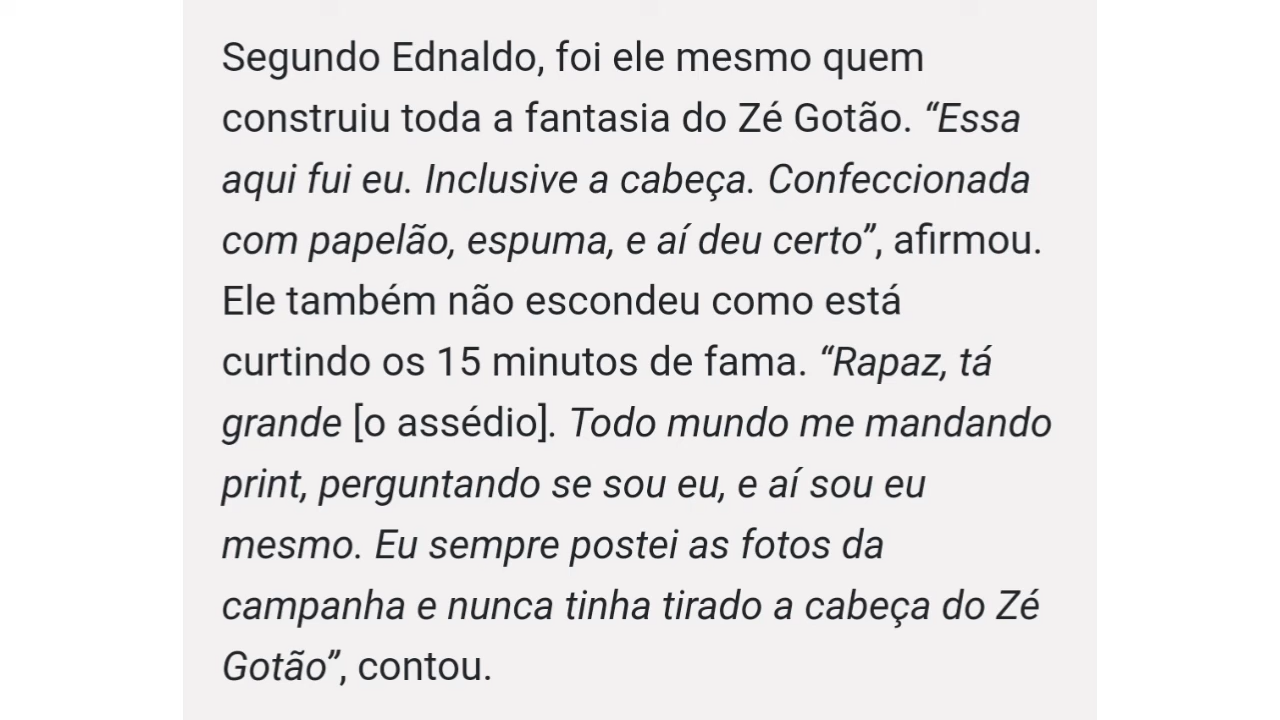 Segundo Ednaldo, foi ele mesmo quem
construiu toda a fantasia do Zé Gotão. “Essa
aqui fui eu. Inclusive a cabeça. Confeccionada
com papelão, espuma, e aí deu certo”, afirmou.
Ele também não escondeu como está
curtindo os 15 minutos de fama. “Rapaz, tá
grande [o assédio]. Todo mundo me mandando
print, perguntando se sou eu, e aí sou eu
mesmo. Eu sempre postei as fotos da
campanha e nunca tinha tirado a cabeça do Zé
Gotão”, contou.